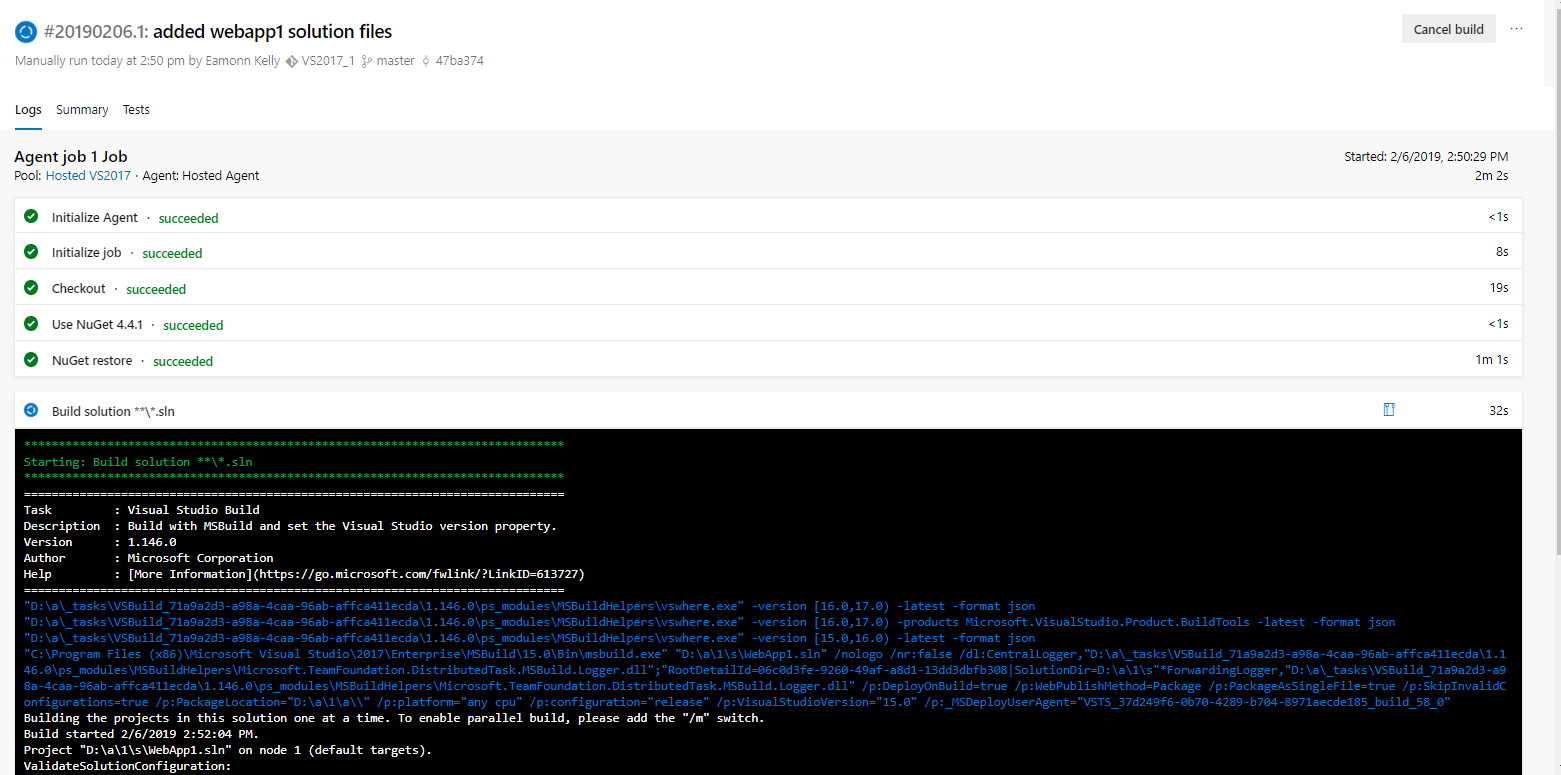 #20190206.1: added webapp1 solution files
Cancel build
...
Manually run today at 2:50 pm by Eamonn Kelly VS2017_1 master 47ba374
Logs Summary Tests
Agent job 1 Job
Started: 2/6/2019, 2:50:29 PM
Pool: Hosted VS2017 · Agent: Hosted Agent
2m 2s
Initialize Agent · succeeded <1s
Initialize job · succeeded 8s
Checkout · succeeded 19s
Use NuGet 4.4.1 · succeeded <1s
NuGet restore · succeeded 1m 1s
Build solution **\*.sln 32s
******************************************************************************
Starting: Build solution **\*.sln
******************************************************************************
==============================================================================
Task         : Visual Studio Build
Description  : Build with MSBuild and set the Visual Studio version property.
Version      : 1.146.0
Author       : Microsoft Corporation
Help         : [More Information](https://go.microsoft.com/fwlink/?LinkID=613727)
==============================================================================
"D:\a\_tasks\VSBuild_71a9a2d3-a98a-4caa-96ab-affca411ecda\1.146.0\ps_modules\MSBuildHelpers\vswhere.exe" -version [16.0,17.0) -latest -format json
"D:\a\_tasks\VSBuild_71a9a2d3-a98a-4caa-96ab-affca411ecda\1.146.0\ps_modules\MSBuildHelpers\vswhere.exe" -version [16.0,17.0) -products Microsoft.VisualStudio.Product.BuildTools -latest -format json
"D:\a\_tasks\VSBuild_71a9a2d3-a98a-4caa-96ab-affca411ecda\1.146.0\ps_modules\MSBuildHelpers\vswhere.exe" -version [15.0,16.0) -latest -format json
"C:\Program Files (x86)\Microsoft Visual Studio\2017\Enterprise\MSBuild\15.0\Bin\msbuild.exe" "D:\a\1\s\WebApp1.sln" /nologo /nr:false /dl:CentralLogger,"D:\a\_tasks\VSBuild_71a9a2d3-a98a-4caa-96ab-affca411ecda\1.1
46.0\ps_modules\MSBuildHelpers\Microsoft.TeamFoundation.DistributedTask.MSBuild.Logger.dll";"RootDetailId=06c0d3fe-9260-49af-a8d1-13dd3dbfb308|SolutionDir=D:\a\1\s"*ForwardingLogger,"D:\a\_tasks\VSBuild_71a9a2d3-a9
8a-4caa-96ab-affca411ecda\1.146.0\ps_modules\MSBuildHelpers\Microsoft.TeamFoundation.DistributedTask.MSBuild.Logger.dll" /p:DeployOnBuild=true /p:WebPublishMethod=Package /p:PackageAsSingleFile=true /p:SkipInvalidC
onfigurations=true /p:PackageLocation="D:\a\1\a\\" /p:platform="any cpu" /p:configuration="release" /p:VisualStudioVersion="15.0" /p:_MSDeployUserAgent="VSTS_37d249f6-0b70-4289-b704-8971aecde185_build_58_0"
Building the projects in this solution one at a time. To enable parallel build, please add the "/m" switch.
Build started 2/6/2019 2:52:04 PM.
Project "D:\a\1\s\WebApp1.sln" on node 1 (default targets).
ValidateSolutionConfiguration: